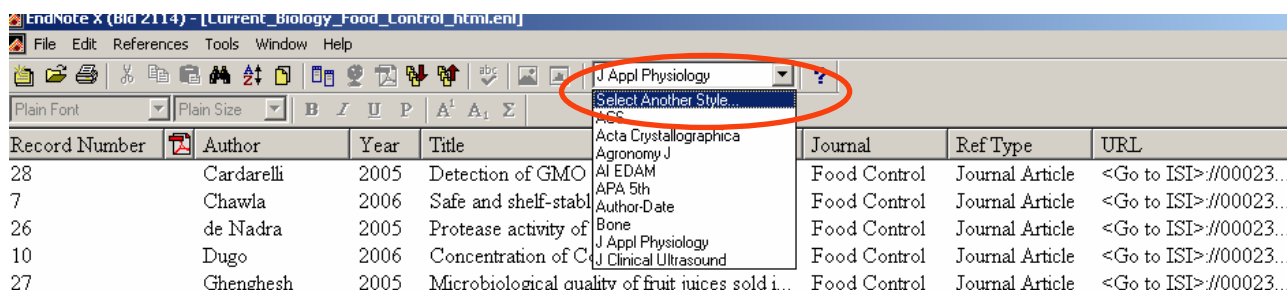 EndNote X (Bld 2114) - [Current_Biology_Food_Control_html.enl]
File Edit References Tools Window Help
J Appl Physiology
Plain Font Plain Size B I U P A¹ A₁ Σ
Select Another Style...
ACS
Acta Crystallographica
Agronomy J
AI EDAM
APA 5th
Author-Date
Bone
J Appl Physiology
J Clinical Ultrasound
Record Number Author Year Title Journal Ref Type URL
28 Cardarelli 2005 Detection of GMO Food Control Journal Article <Go to ISI>://00023...
7 Chawla 2006 Safe and shelf-stabl Food Control Journal Article <Go to ISI>://00023...
26 de Nadra 2005 Protease activity of Food Control Journal Article <Go to ISI>://00023...
10 Dugo 2006 Concentration of Food Control Journal Article <Go to ISI>://00023...
27 Ghenghesh 2005 Microbiological quality of fruit juices sold i... Food Control Journal Article <Go to ISI>://00023...